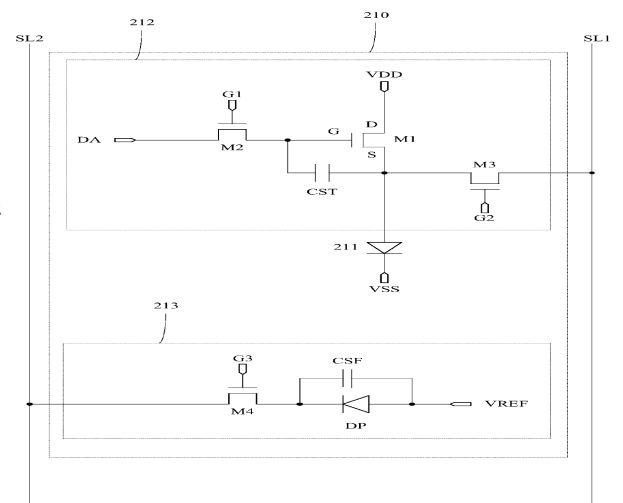 212
210
SL2
SL1
VDD
G1
D
DA
G
M1
M2
S
M3
CST
G2
211
VSS
213
G3
CSF
M4
VREF
DP